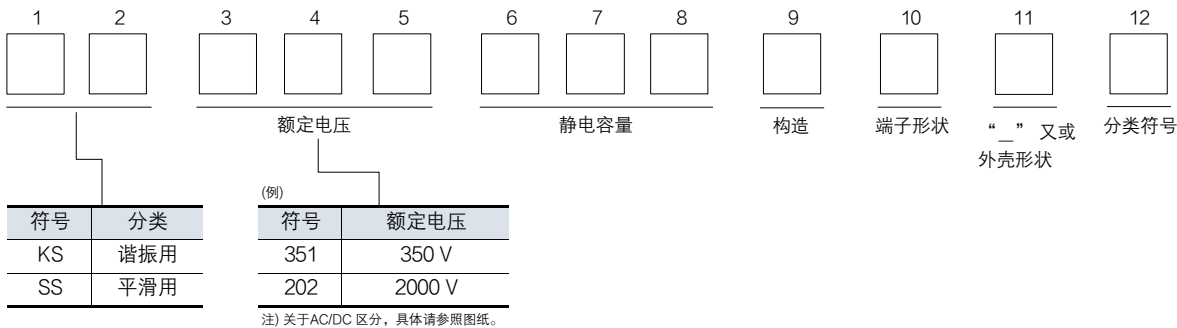 1 2 3 4 5 6 7 8 9 10 11 12
额定电压 静电容量 构造 端子形状 “_” 又或 分类符号
外壳形状
(例)
符号 分类 符号 额定电压
KS 谐振用 351 350 V
SS 平滑用 202 2000 V
注) 关于AC/DC 区分，具体请参照图纸。